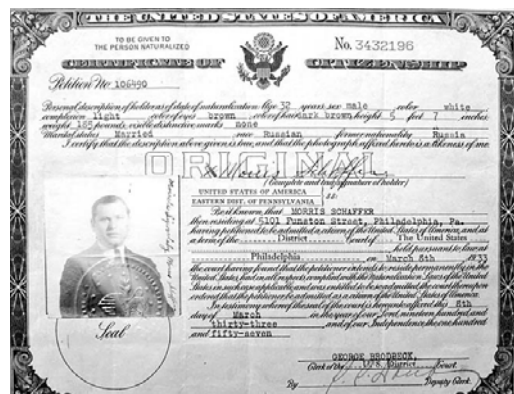 THE UNITED STATES OF AMERICA
TO BE GIVEN TO
THE PERSON NATURALIZED
No. 3432196
CERTIFICATE OF CITIZENSHIP
Petition No 106490
Personal description of holder as of date of naturalization: Age 32 years sex male color white
complexion light color of eyes brown color of hair dark brown height 5 feet 7 inches
weight 185 pounds visible distinctive marks none
Marital status Married race Russian former nationality Russia
I certify that the description above given is true, and that the photograph affixed hereto is a likeness of me
ORIGINAL
Morris Schaffer
(Complete and true signature of holder)
UNITED STATES OF AMERICA
EASTERN DIST. OF PENNSYLVANIA
ss:
Be it known, that MORRIS SCHAFFER
then residing at 5101 Funston Street, Philadelphia, Pa.
having petitioned to be admitted a citizen of the United States of America, and at
a term of the District Court of The United States
held pursuant to law at
Philadelphia on March 8th 1933
the court having found that the petitioner intends to reside permanently in the
United States, had in all respects complied with the Naturalization Laws of the United
States in such case applicable, and was entitled to be so admitted, the court thereupon
ordered that the petitioner be admitted as a citizen of the United States of America.
In testimony whereof the seal of the court is hereunto affixed this 8th
day of March in the year of our Lord nineteen hundred and
thirty-three and of our Independence the one hundred
and fifty-seven
Seal
GEORGE BRODBECK,
Clerk of the U.S. District Court.
By Deputy Clerk.